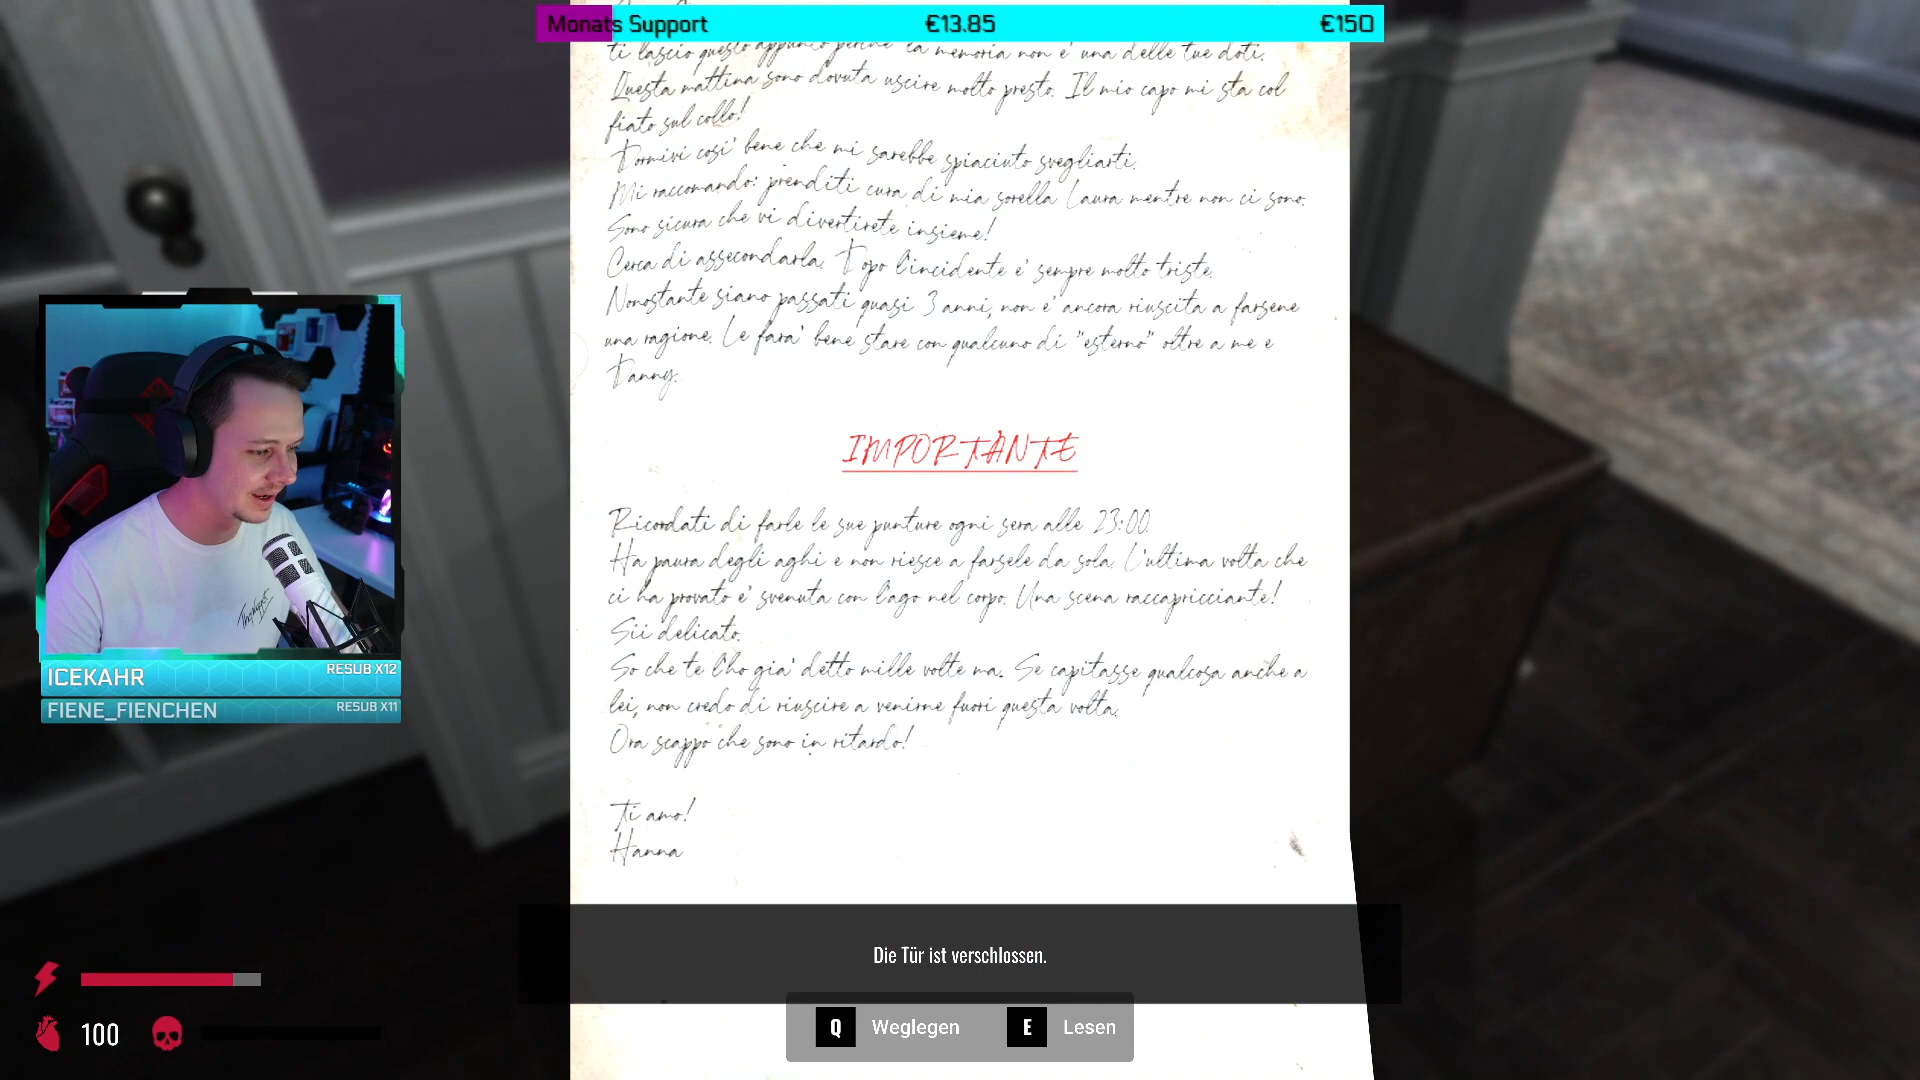 Monats Support €13.85 €150
ti lascio questo appunto perché la memoria non e' una delle tue doti.
Questa mattina sono dovuta uscire molto presto. Il mio capo mi sta col
fiato sul collo!
Dormivi cosi' bene che mi sarebbe spiaciuto svegliarti.
Mi raccomando: prenditi cura di mia sorella Laura mentre non ci sono.
Sono sicura che vi divertirete insieme!
Cerca di assecondarla. Dopo l'incidente e' sempre molto triste.
Nonostante siano passati quasi 3 anni, non e' ancora riuscita a farsene
una ragione. Le fara' bene stare con qualcuno di "esterno" oltre a me e
Danny.
IMPORTANTE
Ricordati di farle le sue punture ogni sera alle 23:00.
Ha paura degli aghi e non riesce a farsele da sola. L'ultima volta che
ci ha provato e' svenuta con l'ago nel corpo. Una scena raccapricciante!
Sii delicato.
So che te l'ho gia' detto mille volte ma. Se capitasse qualcosa anche a
lei, non credo di riuscire a venirne fuori questa volta.
Ora scappo che sono in ritardo!
Ti amo!
Hanna
ICEKAHR RESUB X12
FIENE_FIENCHEN RESUB X11
Die Tür ist verschlossen.
Q Weglegen E Lesen
100